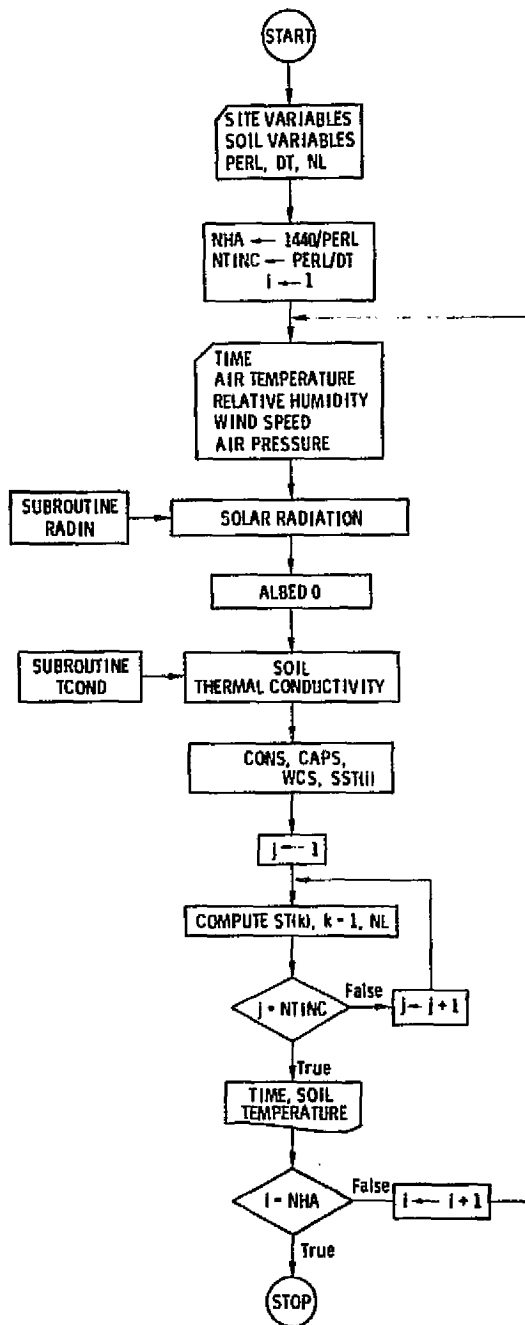 START
SITE VARIABLES
SOIL VARIABLES
PERL, DT, NL
NHA ← 1440/PERL
NTINC ← PERL/DT
i ← 1
TIME
AIR TEMPERATURE
RELATIVE HUMIDITY
WIND SPEED
AIR PRESSURE
SUBROUTINE
RADIN
SOLAR RADIATION
ALBED O
SUBROUTINE
TCOND
SOIL
THERMAL CONDUCTIVITY
CONS, CAPS,
WCS, SST(i)
j ← 1
COMPUTE ST(k), k = 1, NL
j = NTINC
False
j ← j + 1
True
TIME, SOIL
TEMPERATURE
i = NHA
False
i ← i + 1
True
STOP